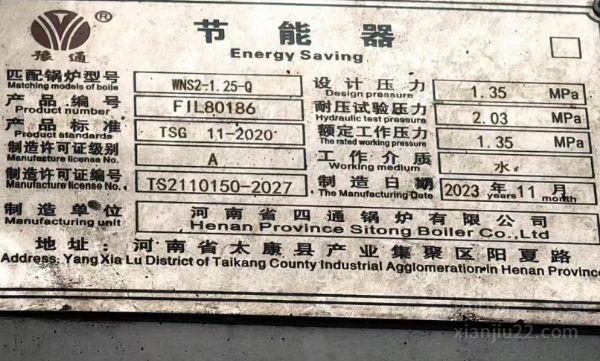 豫通 ® 节能器
Energy Saving
匹配锅炉型号 WNS2-1.25-Q 设计压力 1.35 MPa
Matching models of boile Design pressure
产品编号 FIL80186 耐压试验压力 2.03 MPa
Product number Hydraulic test pressure
产品标准 TSG 11-2020 额定工作压力 1.35 MPa
Product standards The rated working pressure
制造许可证级别 A 工作介质 水
Manufacture license No. Working medium
制造许可证编号 TS2110150-2027 制造日期 2023 年 11 月
Manufacture license No. The Manufacturing Date years month
制造单位 河南省四通锅炉有限公司
Manufacturing unit Henan Province Sitong Boiler Co.,Ltd
地址:河南省太康县产业集聚区阳夏路
Address: Yang Xia Lu District of Taikang County Industrial Agglomeration in Henan Province
xianjiu22.com